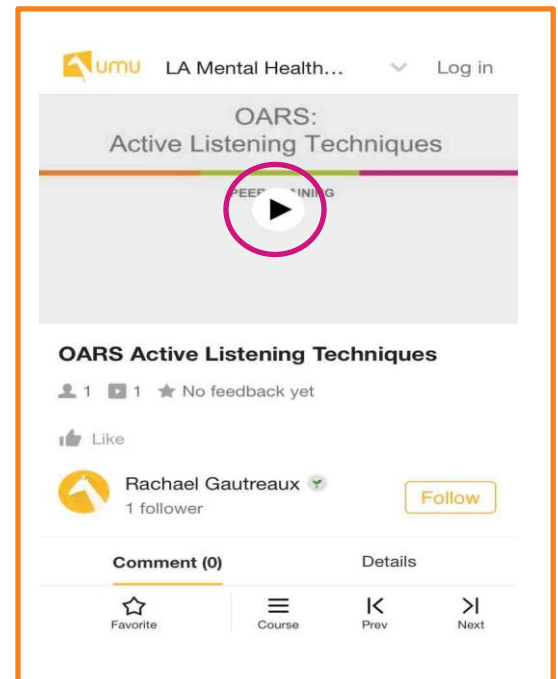 umu LA Mental Health... Log in
OARS:
Active Listening Techniques
OARS Active Listening Techniques
1 1 No feedback yet
Like
Rachael Gautreaux
1 follower
Follow
Comment (0) Details
Favorite Course Prev Next